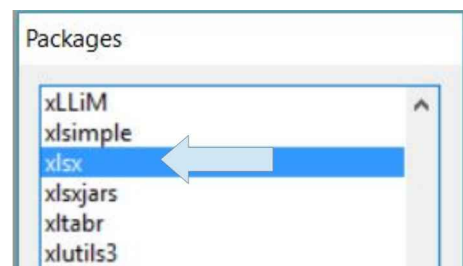 Packages
xLLiM
xlsimple
xlsx
xlsxjars
xltabr
xlutils3